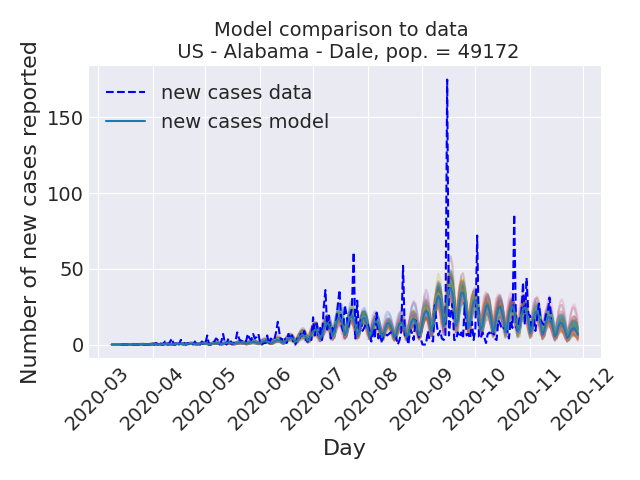 Model comparison to data
US - Alabama - Dale, pop. = 49172
Number of new cases reported
new cases data
new cases model
150
100
50
0
2020-03
2020-04
2020-05
2020-06
2020-07
2020-08
2020-09
2020-10
2020-11
2020-12
Day